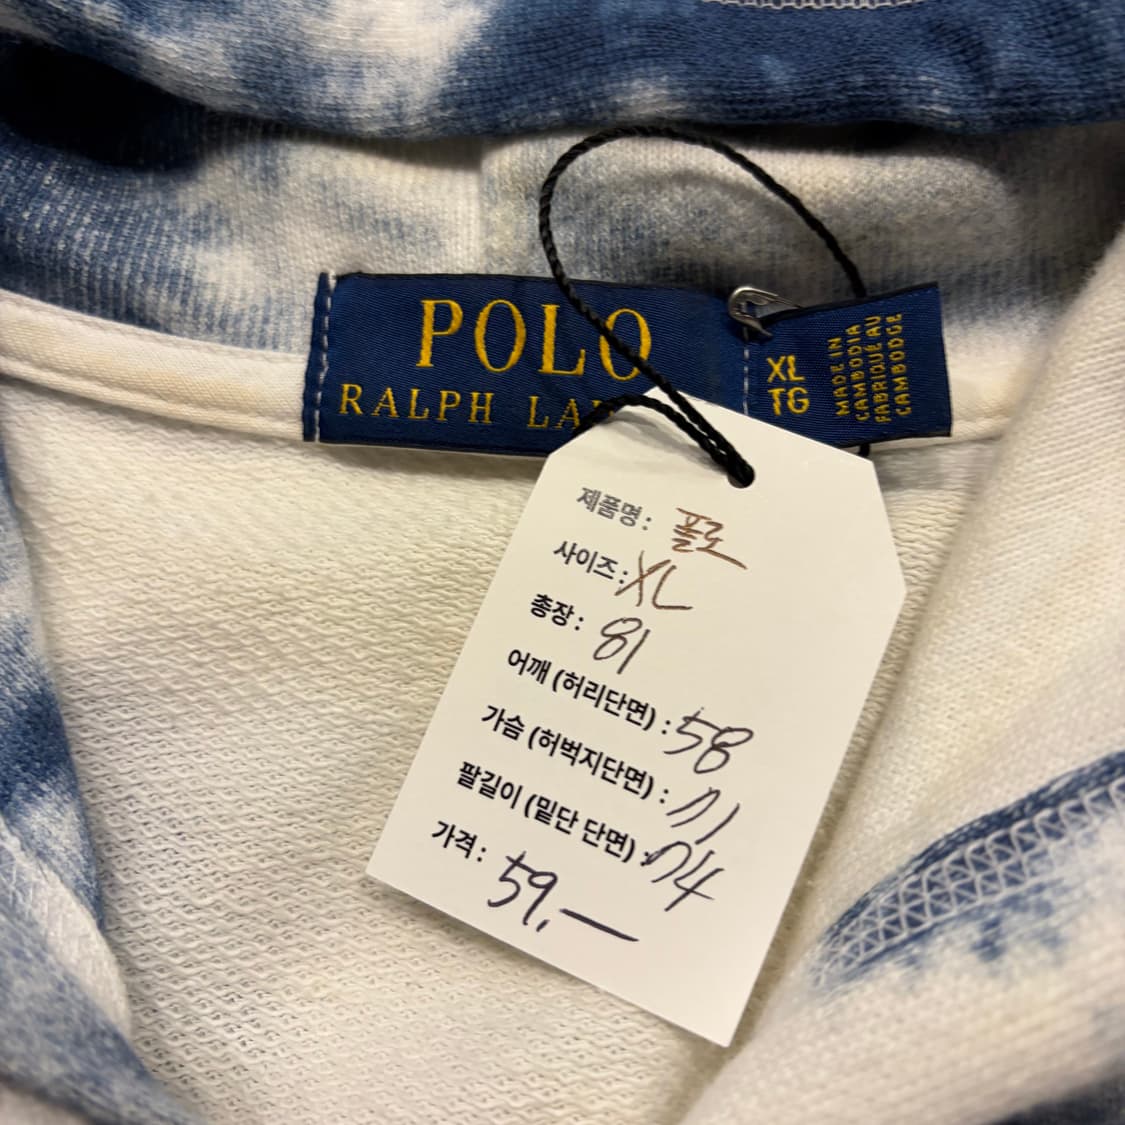 POLO
RALPH LAU
XL
TG
MADE IN
CAMBODIA
FABRIQUÉ AU
CAMBODGE
제품명 : 폴로
사이즈 : XL
총장 : 81
어깨 (허리단면) : 58
가슴 (허벅지단면) : 71
팔길이 (밑단 단면) : 74
가격 : 59,—